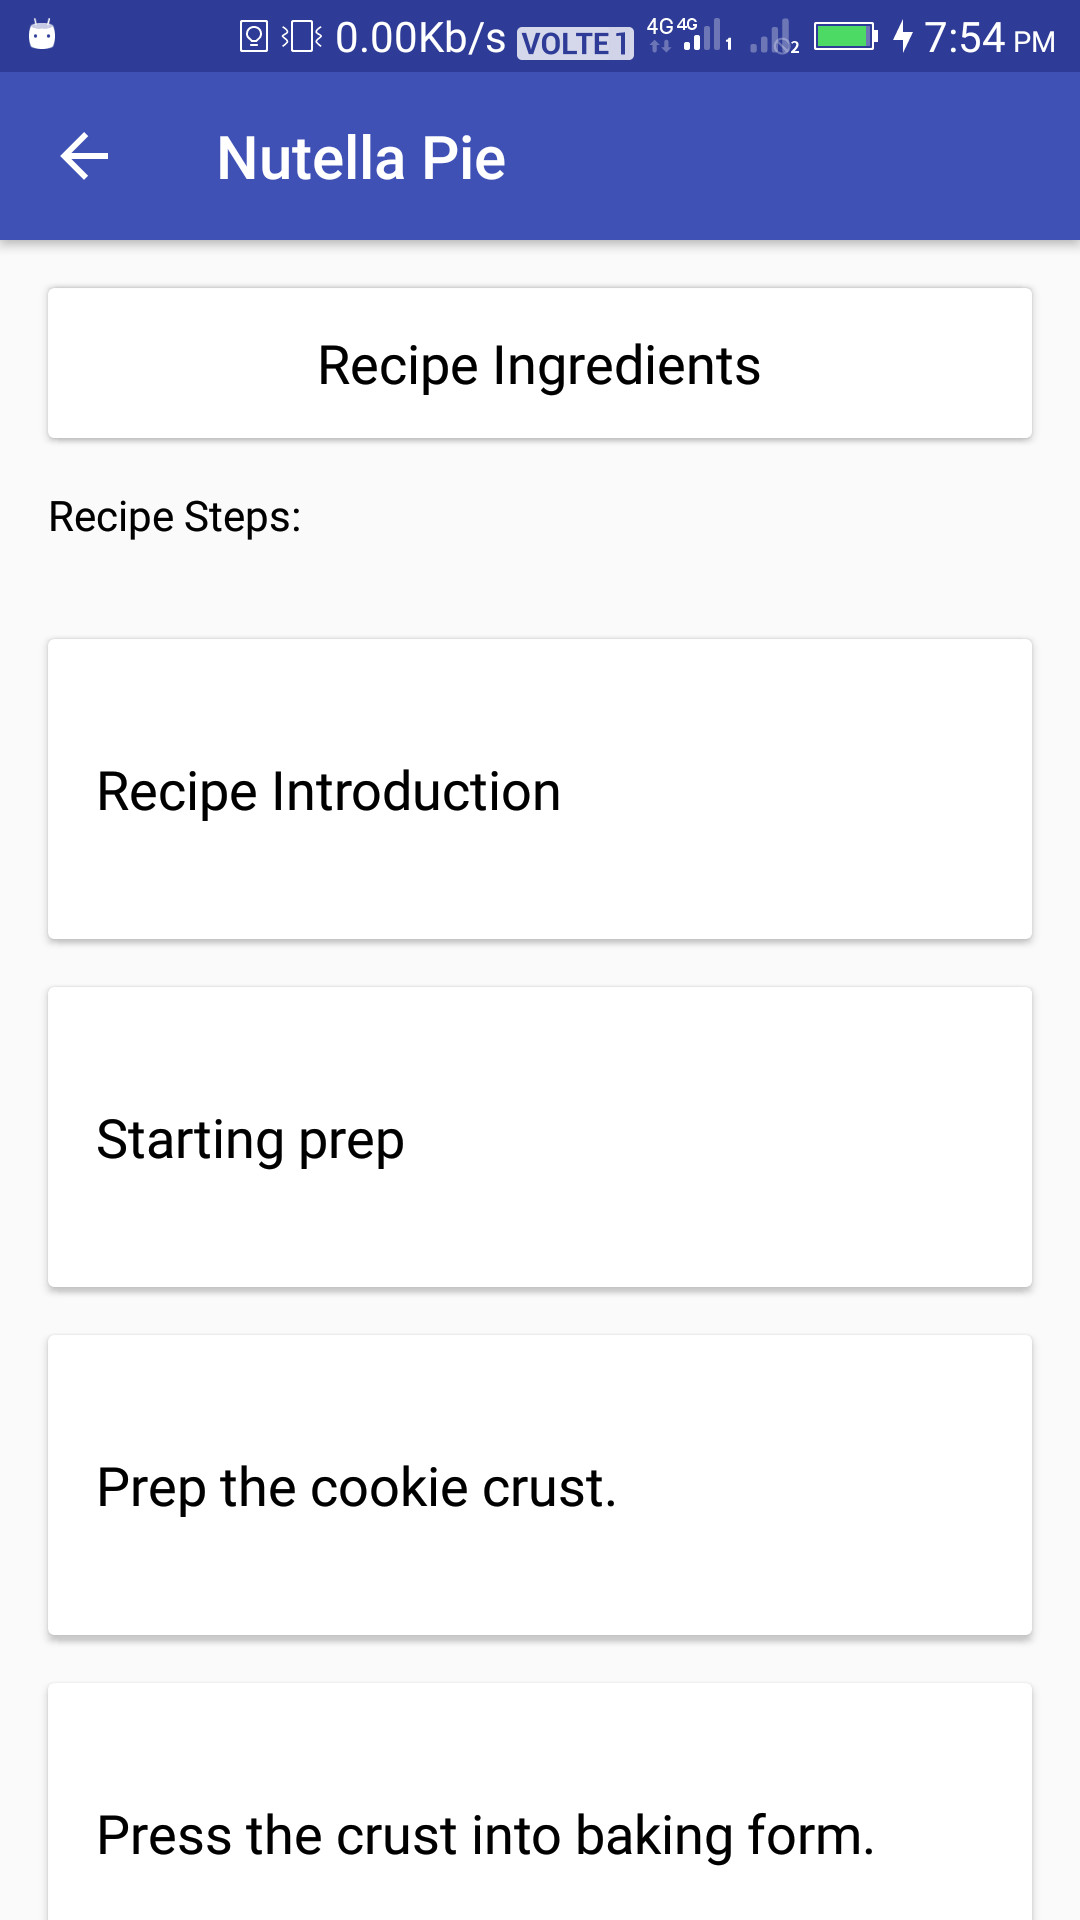 0.00Kb/s VOLTE 1 4G 4G 1 2 7:54 PM
Nutella Pie
Recipe Ingredients
Recipe Steps:
Recipe Introduction
Starting prep
Prep the cookie crust.
Press the crust into baking form.